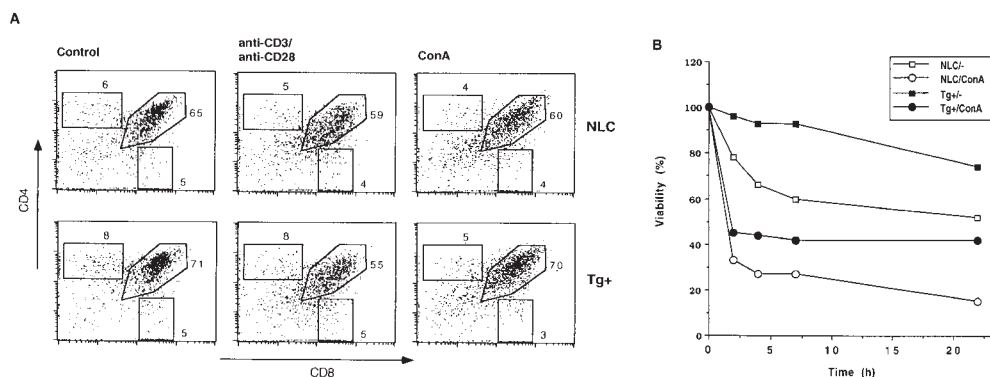 A
Control
anti-CD3/
anti-CD28
ConA
6
65
5
5
59
4
4
60
4
NLC
8
71
5
8
55
5
5
70
3
Tg+
CD4
CD8
B
NLC/-
NLC/ConA
Tg+/-
Tg+/ConA
120
100
80
60
40
20
0
Viability (%)
0 5 10 15 20
Time (h)